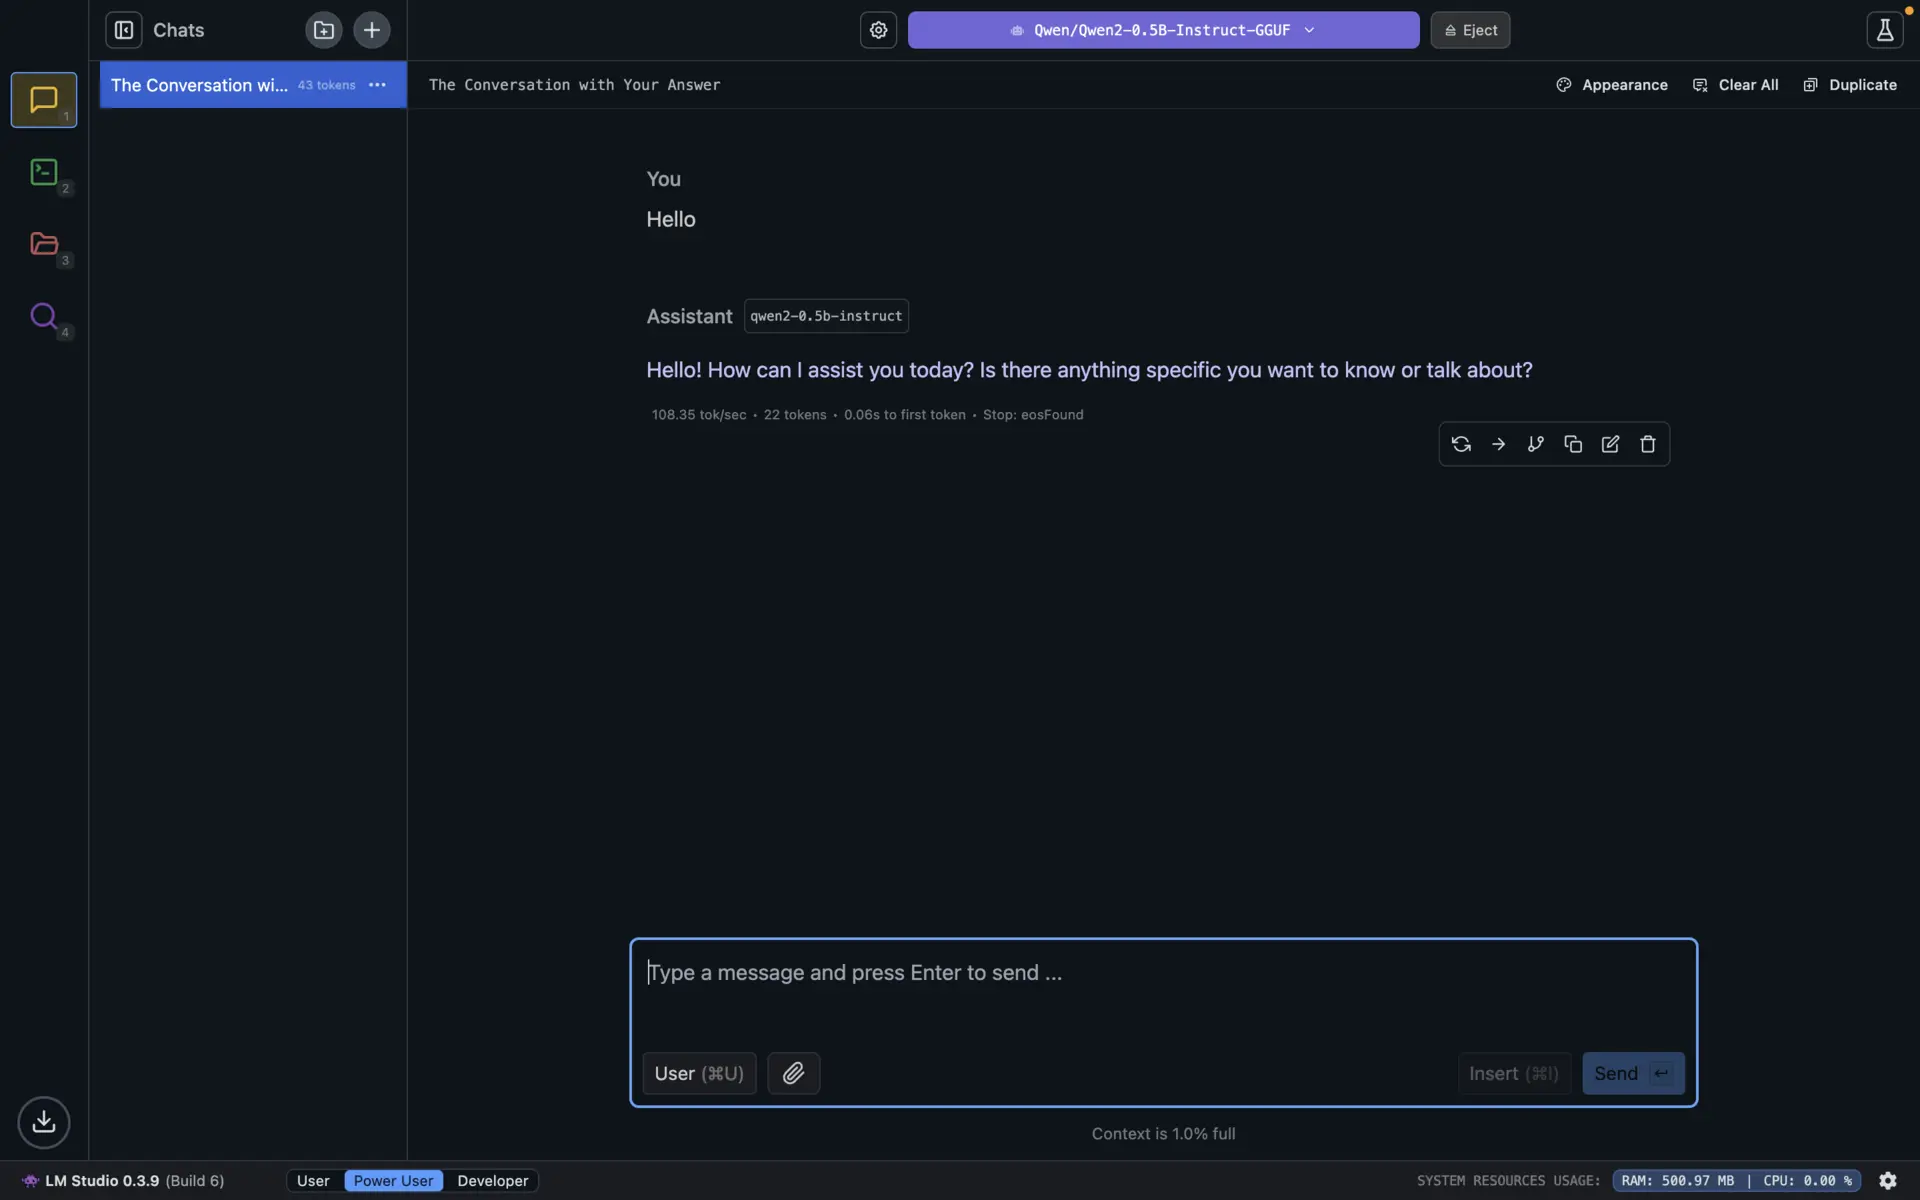 Chats
Qwen/Qwen2-0.5B-Instruct-GGUF
Eject
1
2
3
4
The Conversation wi... 43 tokens
The Conversation with Your Answer
Appearance
Clear All
Duplicate
You
Hello
Assistant qwen2-0.5b-instruct
Hello! How can I assist you today? Is there anything specific you want to know or talk about?
108.35 tok/sec • 22 tokens • 0.06s to first token • Stop: eosFound
Type a message and press Enter to send ...
User (⌘U)
Insert (⌘I)
Send
Context is 1.0% full
LM Studio 0.3.9 (Build 6)
User Power User Developer
SYSTEM RESOURCES USAGE: RAM: 500.97 MB | CPU: 0.00 %